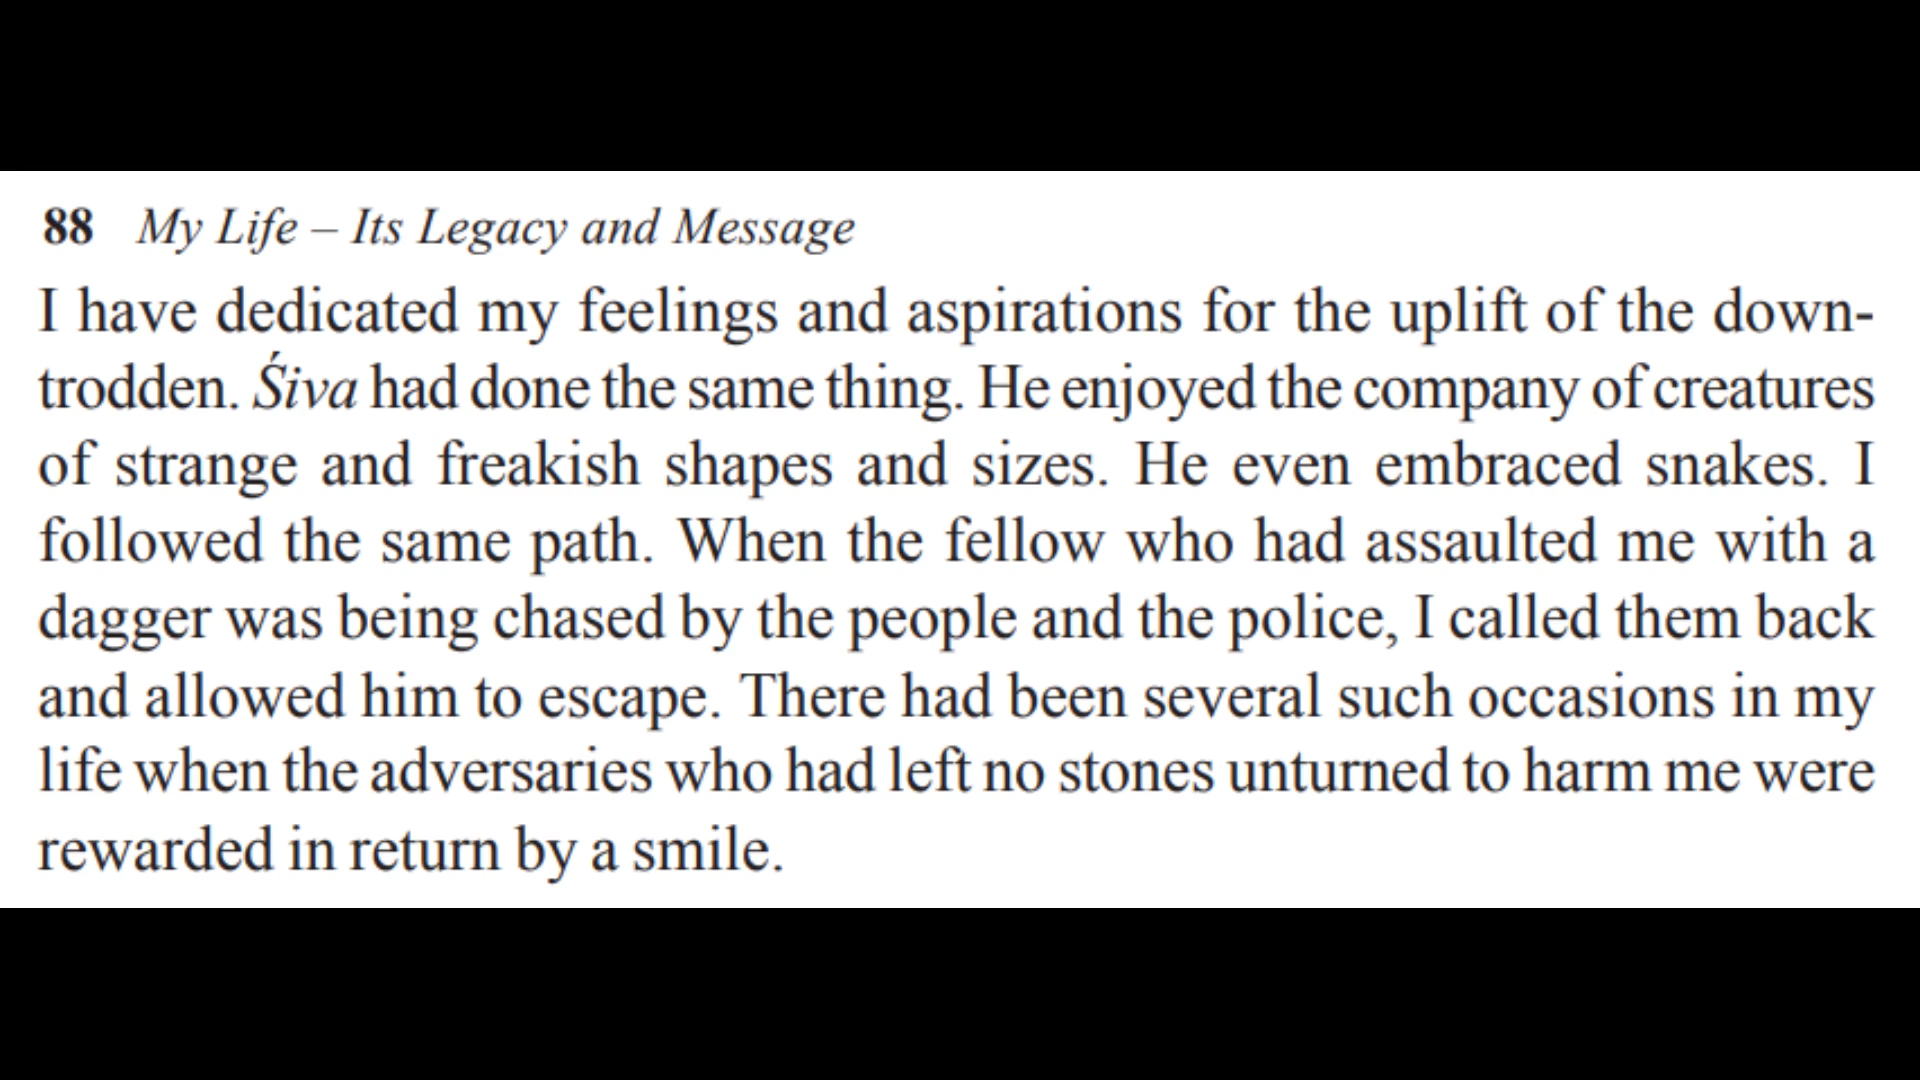 88 My Life – Its Legacy and Message
I have dedicated my feelings and aspirations for the uplift of the down-
trodden. Śiva had done the same thing. He enjoyed the company of creatures
of strange and freakish shapes and sizes. He even embraced snakes. I
followed the same path. When the fellow who had assaulted me with a
dagger was being chased by the people and the police, I called them back
and allowed him to escape. There had been several such occasions in my
life when the adversaries who had left no stones unturned to harm me were
rewarded in return by a smile.